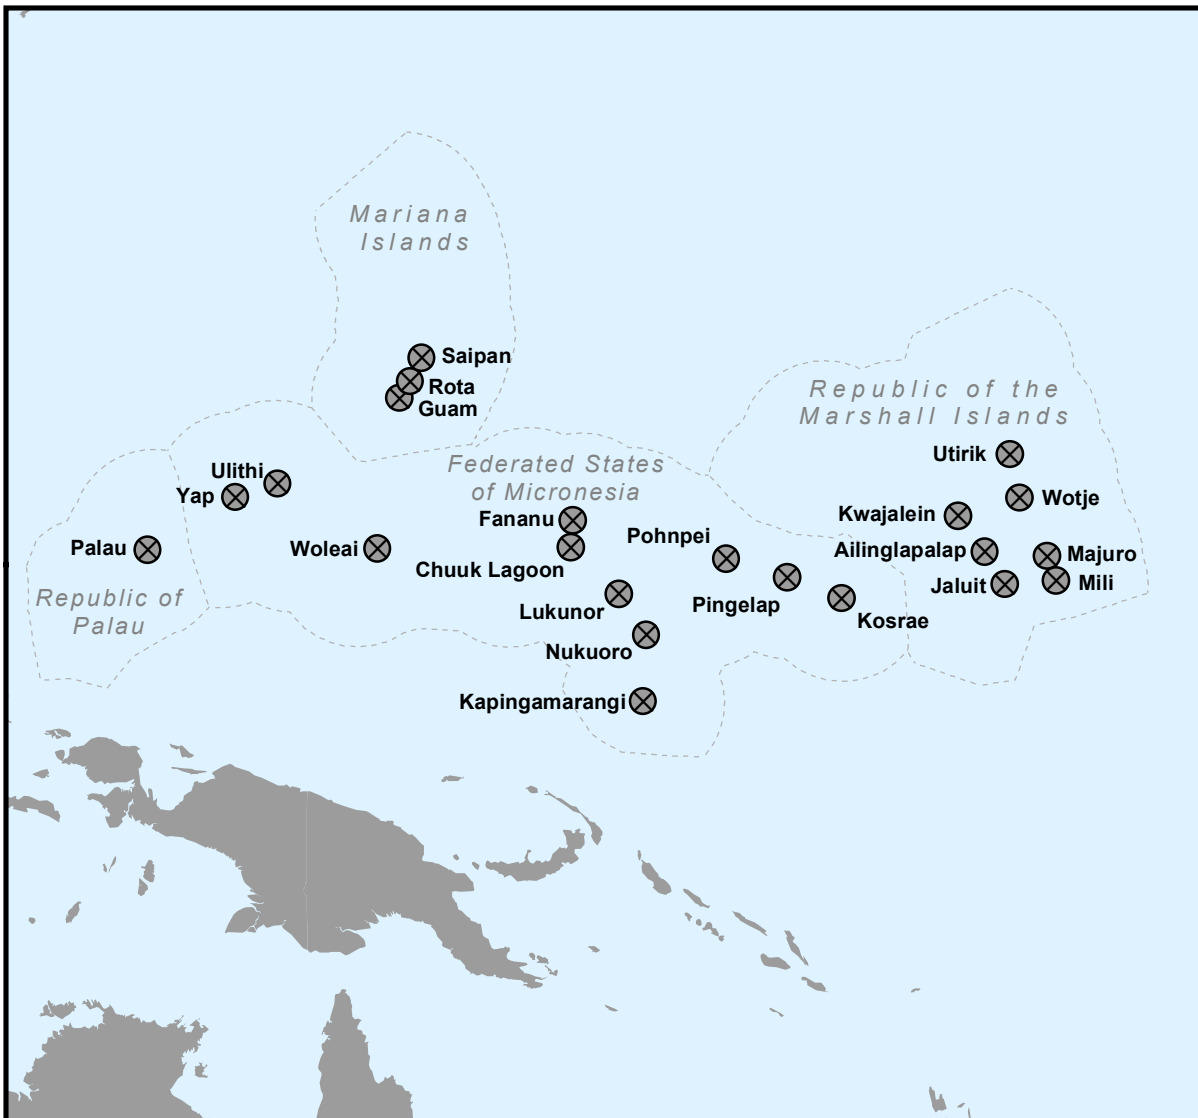 Mariana
Islands
Saipan
Rota
Guam
Republic of the
Marshall Islands
Utirik
Federated States
of Micronesia
Ulithi
Yap
Wotje
Kwajalein
Fananu
Pohnpei
Palau
Woleai
Ailinglapalap
Majuro
Chuuk Lagoon
Jaluit
Mili
Republic of
Palau
Lukunor
Pingelap
Kosrae
Nukuoro
Kapingamarangi